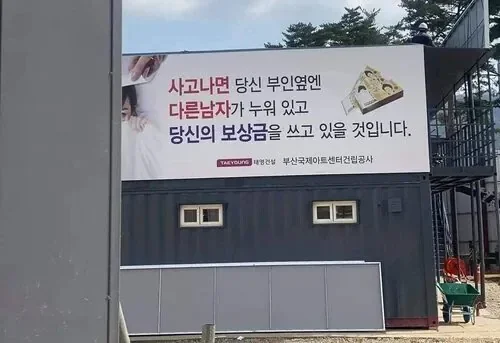 사고나면 당신 부인옆엔
다른남자가 누워 있고
당신의 보상금을 쓰고 있을 것입니다.
TAEYOUNG 태영건설 부산국제아트센터건립공사